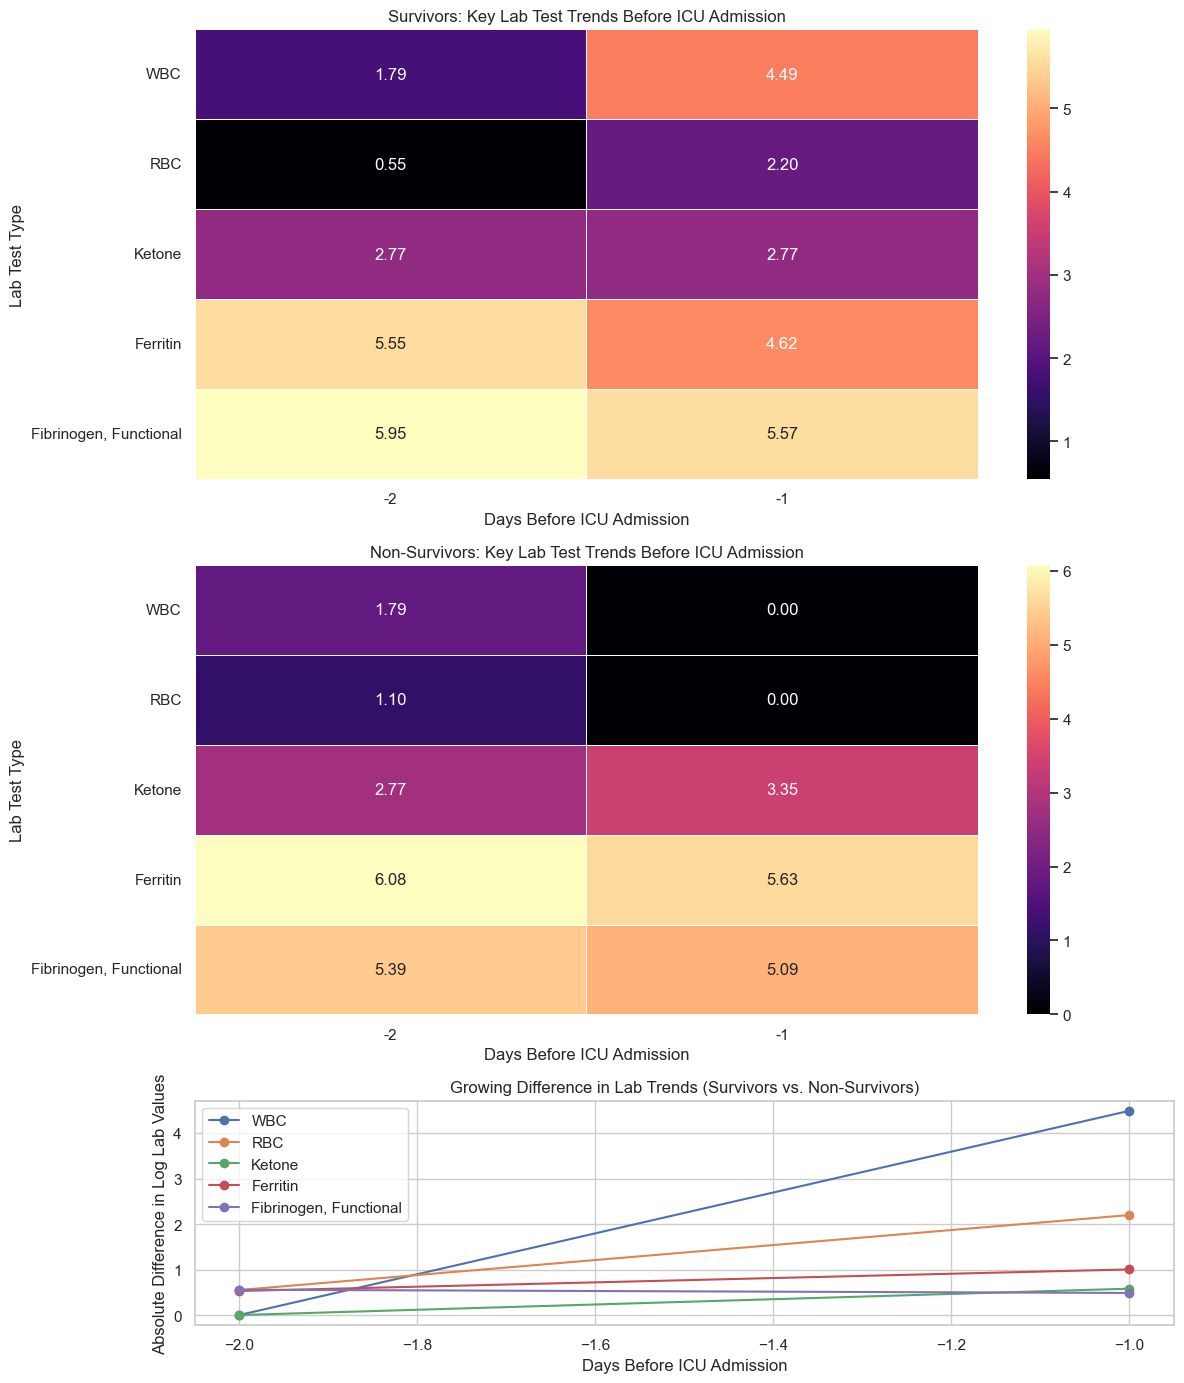 Survivors: Key Lab Test Trends Before ICU Admission
Lab Test Type
WBC 1.79 4.49
RBC 0.55 2.20
Ketone 2.77 2.77
Ferritin 5.55 4.62
Fibrinogen, Functional 5.95 5.57
-2 -1
Days Before ICU Admission
5
4
3
2
1
Non-Survivors: Key Lab Test Trends Before ICU Admission
Lab Test Type
WBC 1.79 0.00
RBC 1.10 0.00
Ketone 2.77 3.35
Ferritin 6.08 5.63
Fibrinogen, Functional 5.39 5.09
-2 -1
Days Before ICU Admission
6
5
4
3
2
1
0
Growing Difference in Lab Trends (Survivors vs. Non-Survivors)
Absolute Difference in Log Lab Values
4
3
2
1
0
WBC
RBC
Ketone
Ferritin
Fibrinogen, Functional
−2.0 −1.8 −1.6 −1.4 −1.2 −1.0
Days Before ICU Admission